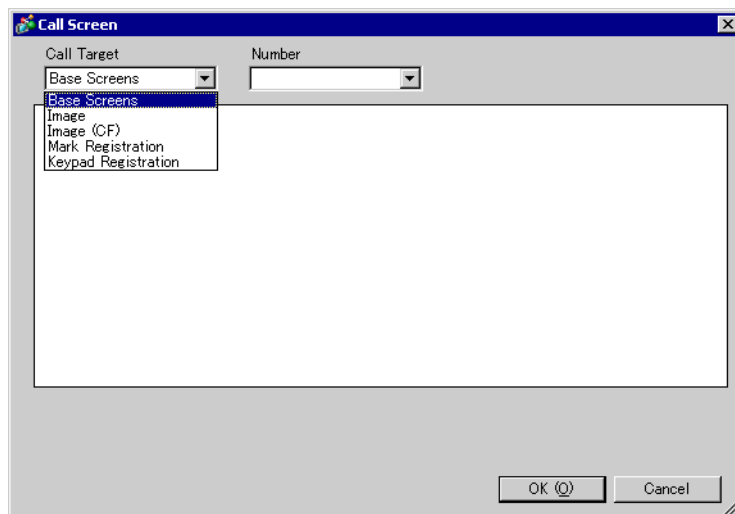 Call Screen
Call Target Number
Base Screens
Base Screens
Image
Image (CF)
Mark Registration
Keypad Registration
OK (O) Cancel